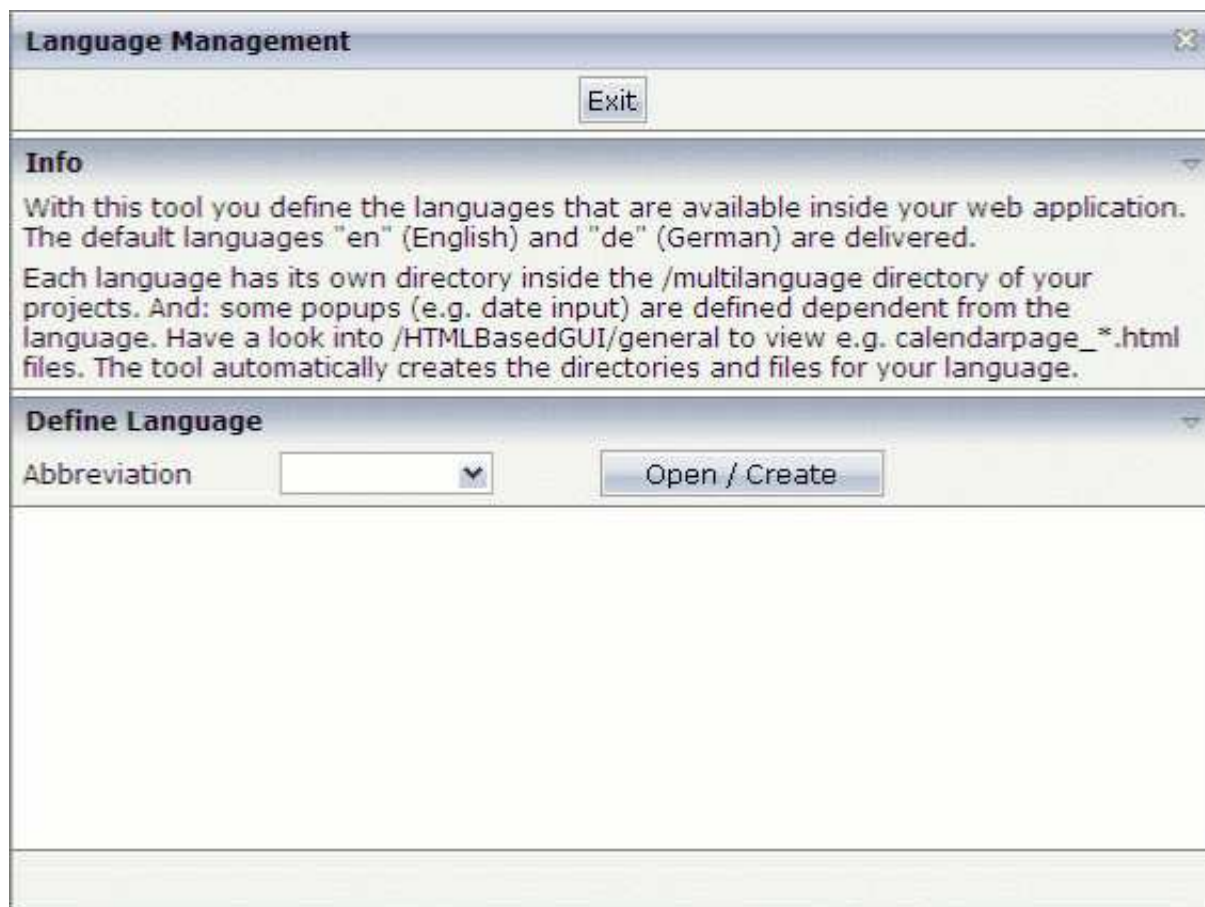 Language Management
Exit
Info
With this tool you define the languages that are available inside your web application.
The default languages "en" (English) and "de" (German) are delivered.
Each language has its own directory inside the /multilanguage directory of your
projects. And: some popups (e.g. date input) are defined dependent from the
language. Have a look into /HTMLBasedGUI/general to view e.g. calendarpage_*.html
files. The tool automatically creates the directories and files for your language.
Define Language
Abbreviation Open / Create